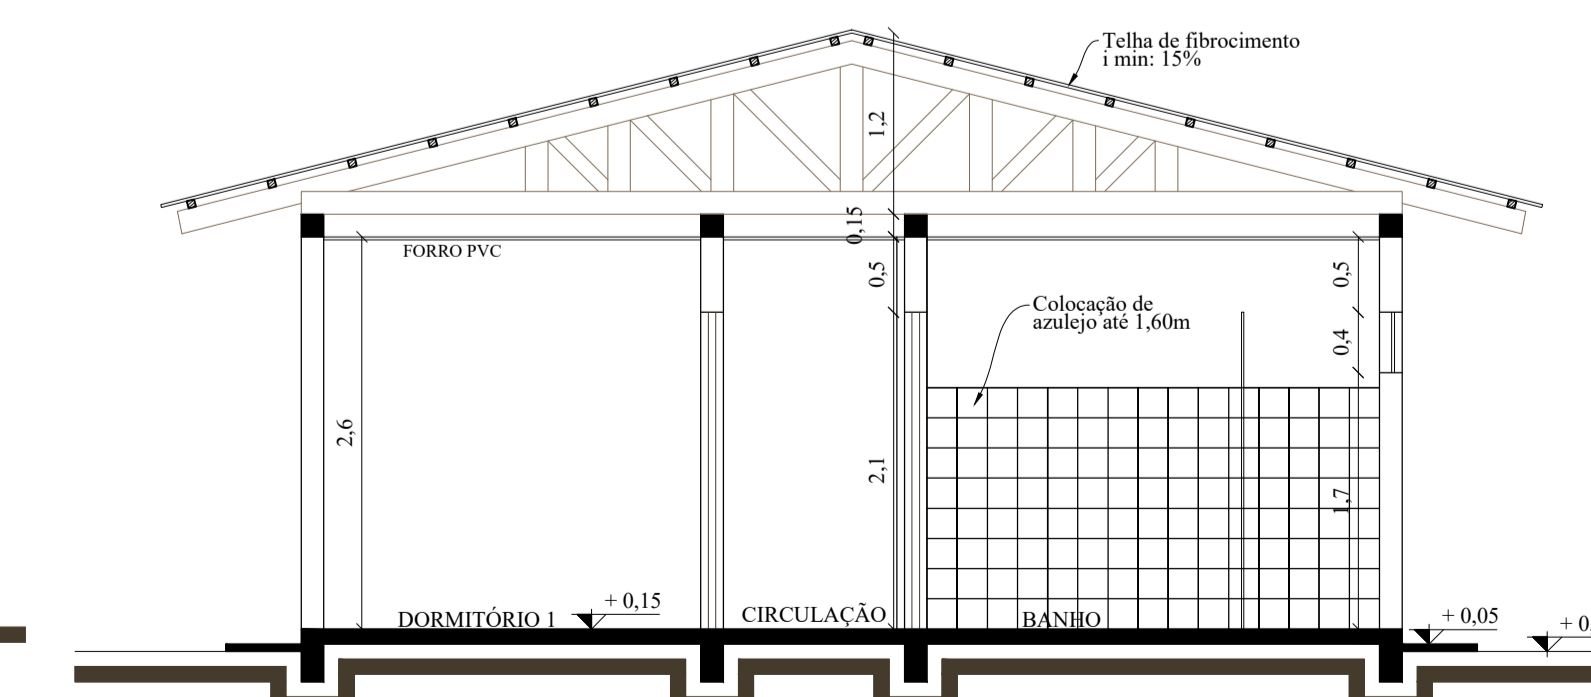 Telha de fibrocimento
i min: 15%
1,2
0,15
FORRO PVC
0,5
0,5
Colocação de
azulejo até 1,60m
0,4
2,6
2,1
1,7
+ 0,15
DORMITÓRIO 1
CIRCULAÇÃO
BANHO
+ 0,05